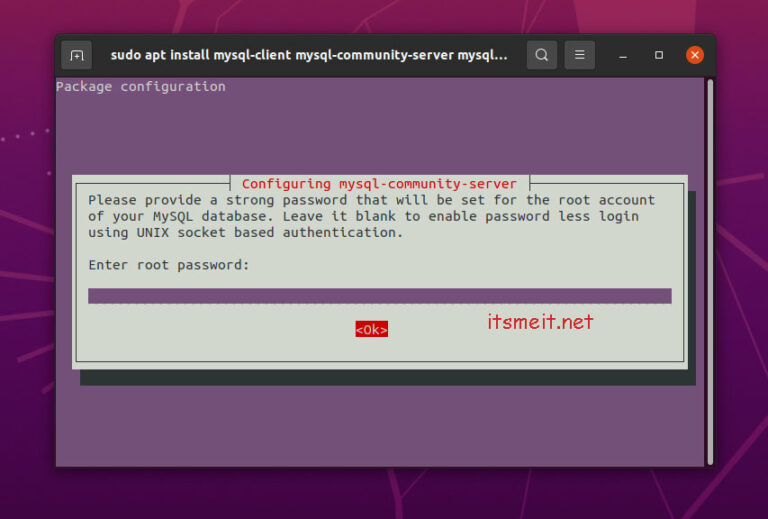 sudo apt install mysql-client mysql-community-server mysql...
Package configuration
Configuring mysql-community-server
Please provide a strong password that will be set for the root account
of your MySQL database. Leave it blank to enable password less login
using UNIX socket based authentication.
Enter root password:
<Ok>
itsmeit.net